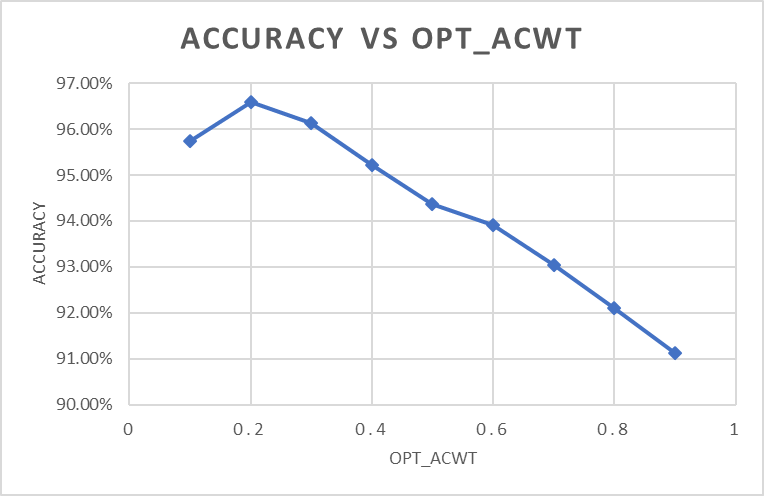 ACCURACY VS OPT_ACWT
97.00%
96.00%
95.00%
94.00%
93.00%
92.00%
91.00%
90.00%
ACCURACY
0 0.2 0.4 0.6 0.8 1
OPT_ACWT